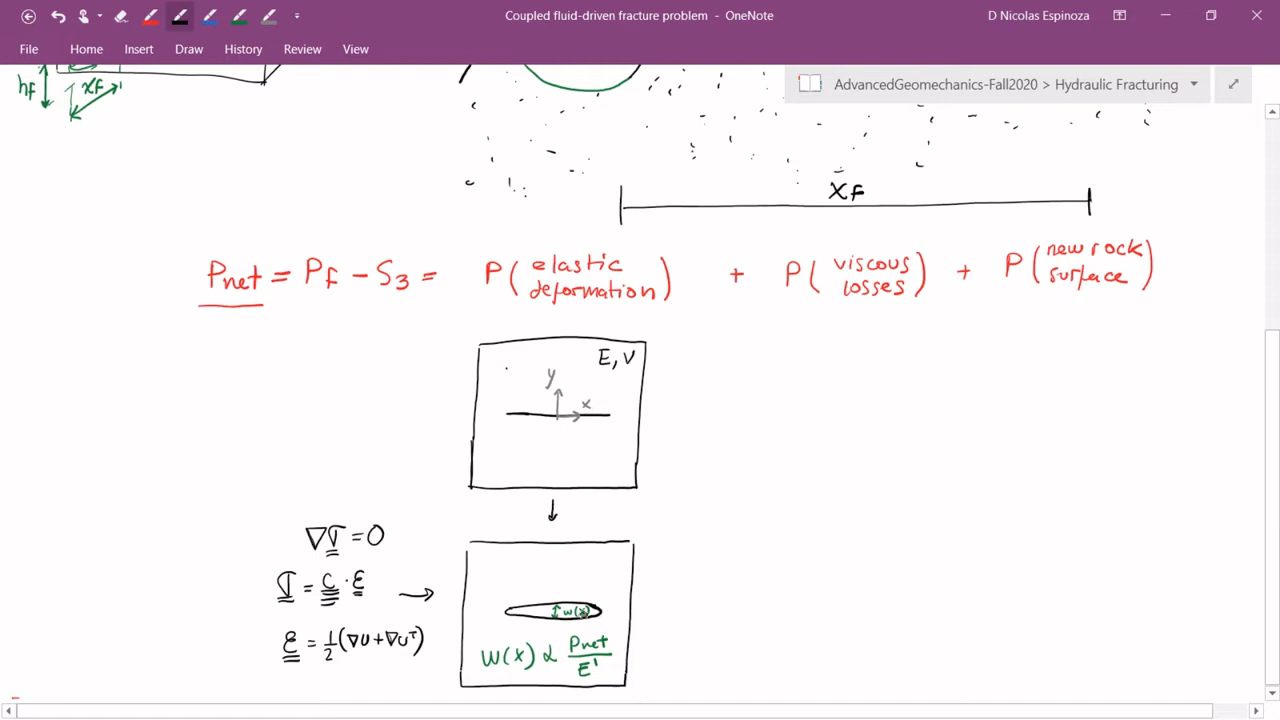 Coupled fluid-driven fracture problem - OneNote
D Nicolas Espinoza
File Home Insert Draw History Review View
AdvancedGeomechanics-Fall2020 > Hydraulic Fracturing
hf
xf
xf
Pnet = Pf - S3 = P(elastic deformation) + P(viscous losses) + P(new rock surface)
E, ν
y
x
∇σ = 0
σ = C · ε
ε = 1/2 (∇u + ∇uᵀ)
w(x)
W(x) ∝ Pnet / E'